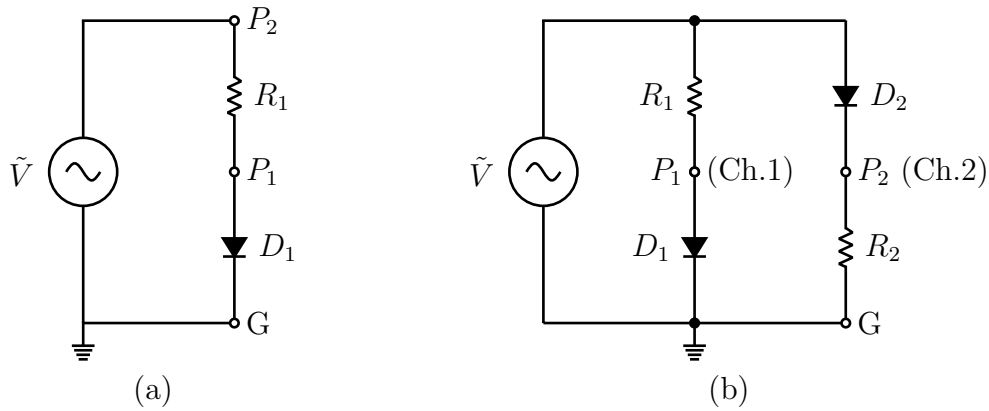 P₂
R₁
Ṽ
P₁
D₁
G
(a)
R₁
D₂
Ṽ
P₁ (Ch.1)
P₂ (Ch.2)
D₁
R₂
G
(b)